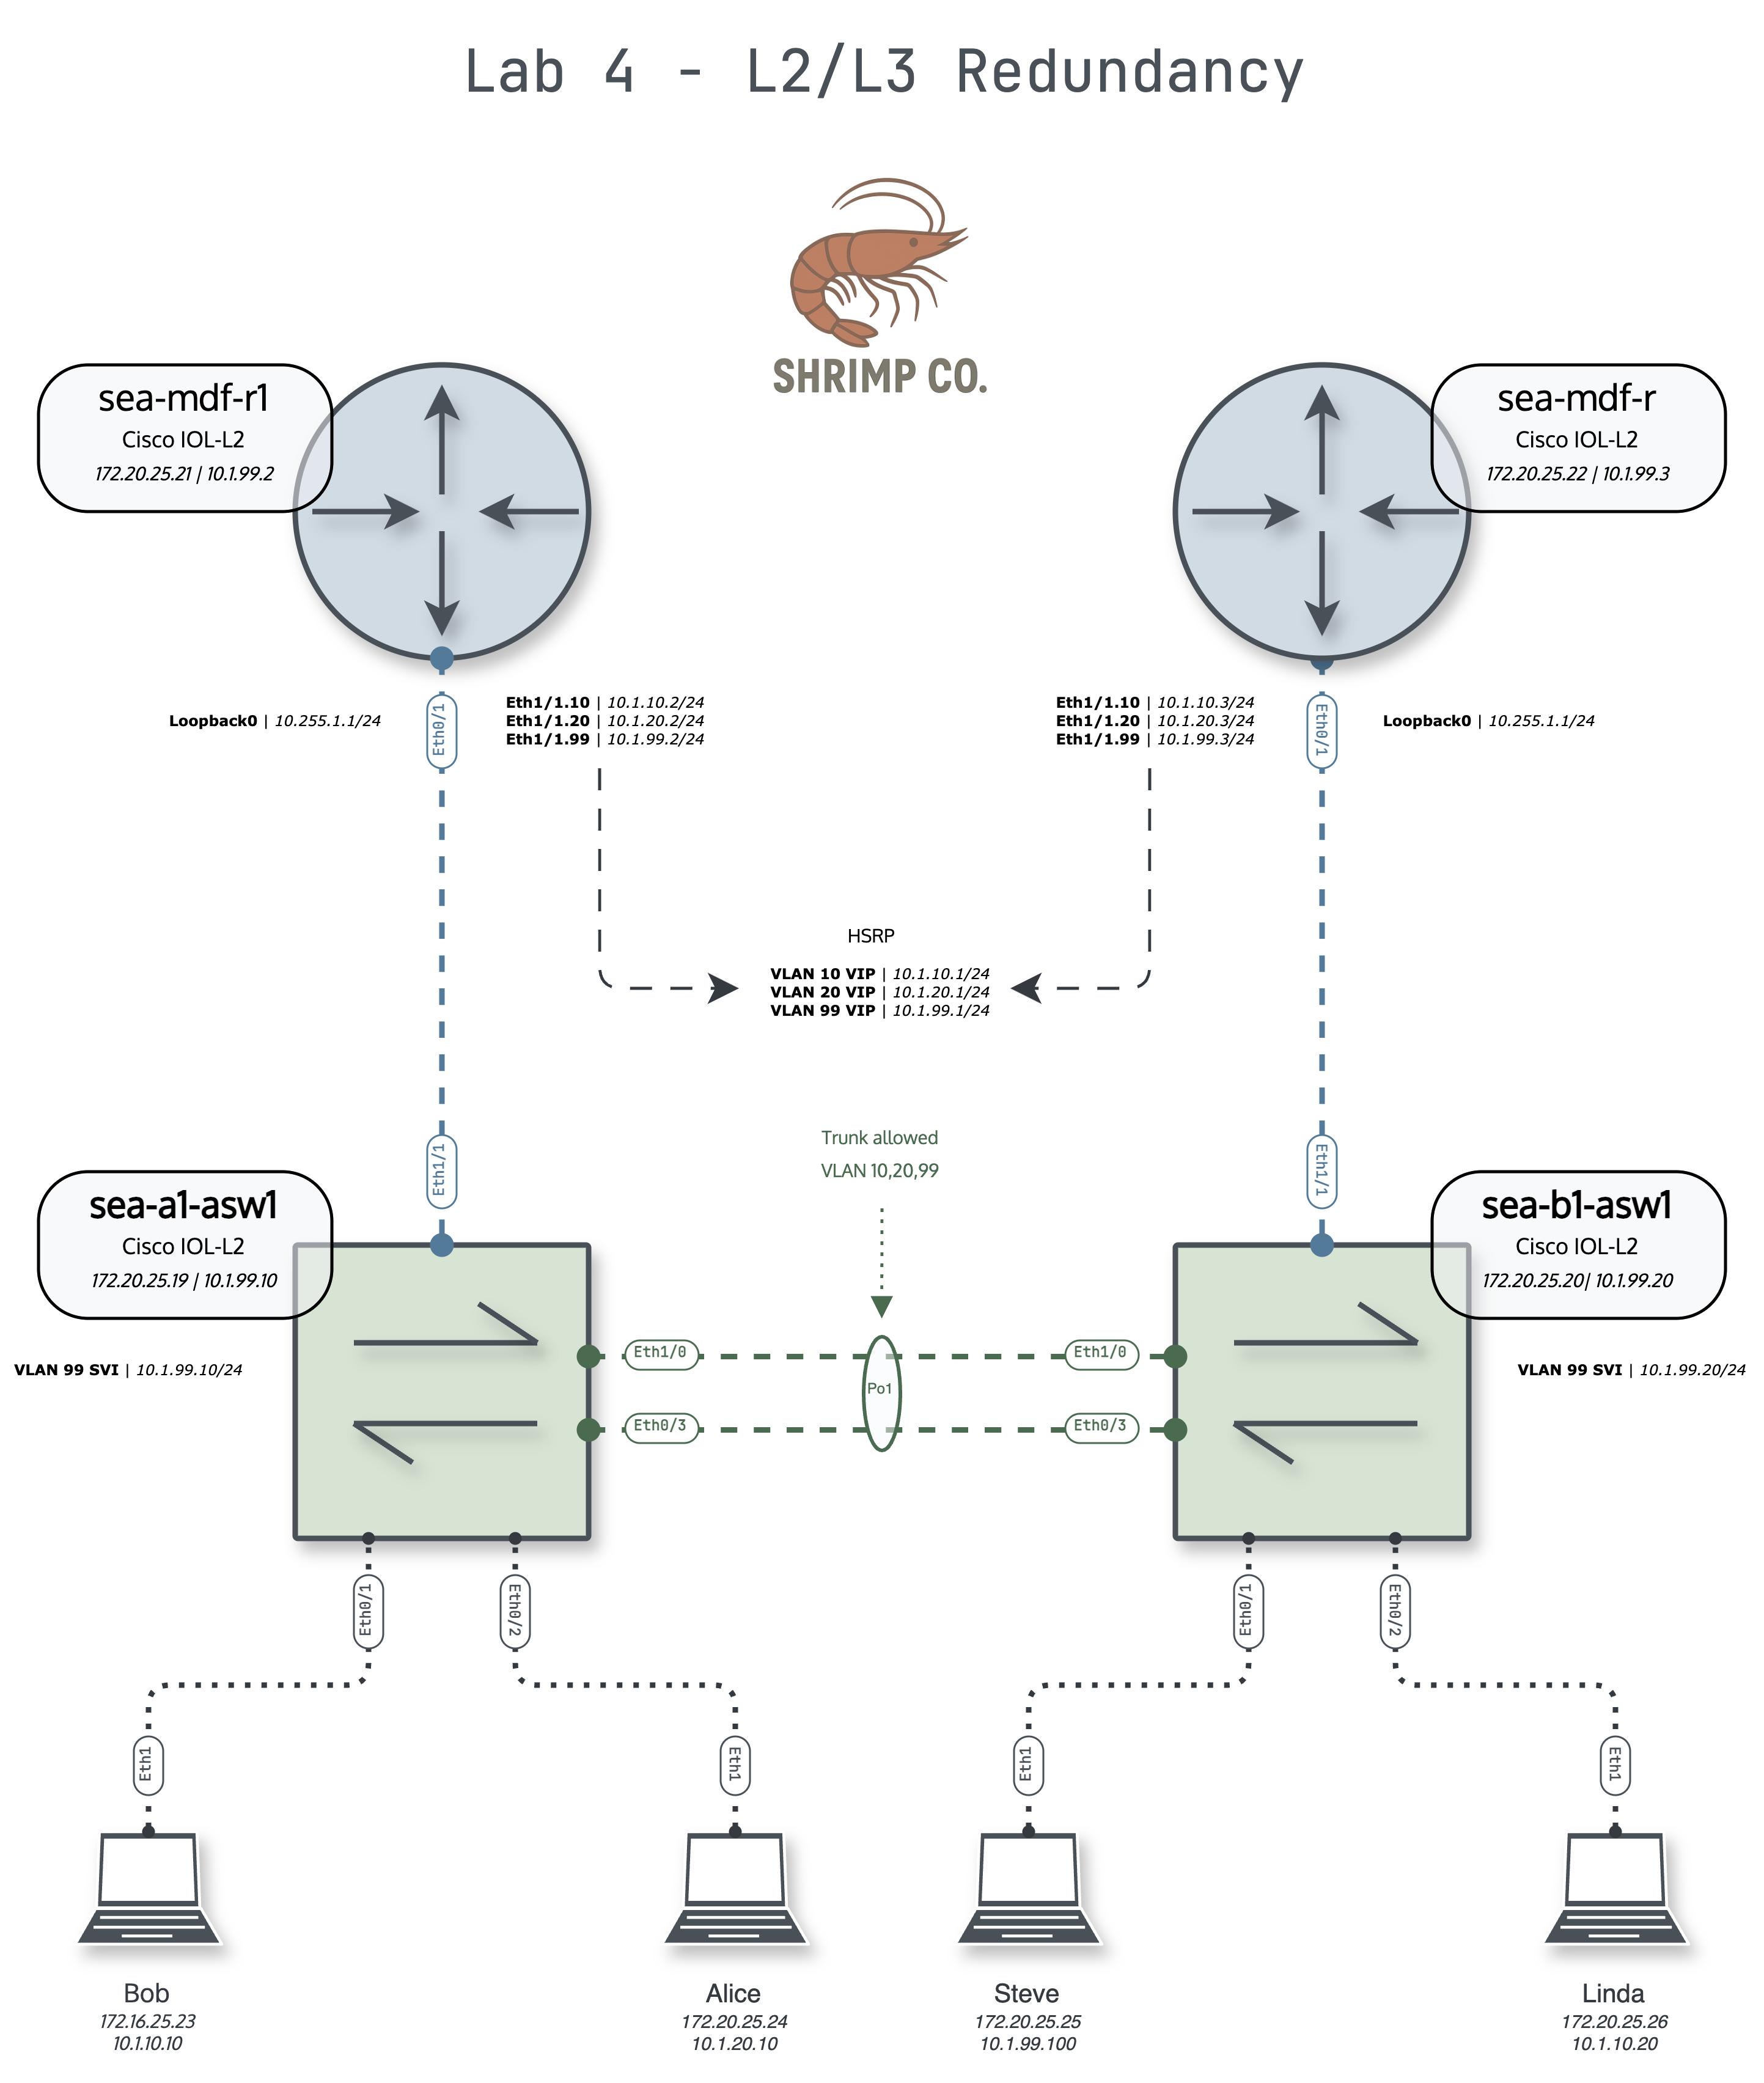 Lab 4 - L2/L3 Redundancy
SHRIMP CO.
sea-mdf-r1
Cisco IOL-L2
172.20.25.21 | 10.1.99.2
sea-mdf-r
Cisco IOL-L2
172.20.25.22 | 10.1.99.3
Loopback0 | 10.255.1.1/24
Eth0/1
Eth1/1.10 | 10.1.10.2/24
Eth1/1.20 | 10.1.20.2/24
Eth1/1.99 | 10.1.99.2/24
Eth1/1.10 | 10.1.10.3/24
Eth1/1.20 | 10.1.20.3/24
Eth1/1.99 | 10.1.99.3/24
Eth0/1
Loopback0 | 10.255.1.1/24
HSRP
VLAN 10 VIP | 10.1.10.1/24
VLAN 20 VIP | 10.1.20.1/24
VLAN 99 VIP | 10.1.99.1/24
Trunk allowed
VLAN 10,20,99
Eth1/1
Eth1/1
sea-a1-asw1
Cisco IOL-L2
172.20.25.19 | 10.1.99.10
sea-b1-asw1
Cisco IOL-L2
172.20.25.20| 10.1.99.20
VLAN 99 SVI | 10.1.99.10/24
Eth1/0
Eth1/0
Po1
Eth0/3
Eth0/3
VLAN 99 SVI | 10.1.99.20/24
Eth0/1
Eth0/2
Eth0/1
Eth0/2
Eth1
Eth1
Eth1
Eth1
Bob
172.16.25.23
10.1.10.10
Alice
172.20.25.24
10.1.20.10
Steve
172.20.25.25
10.1.99.100
Linda
172.20.25.26
10.1.10.20